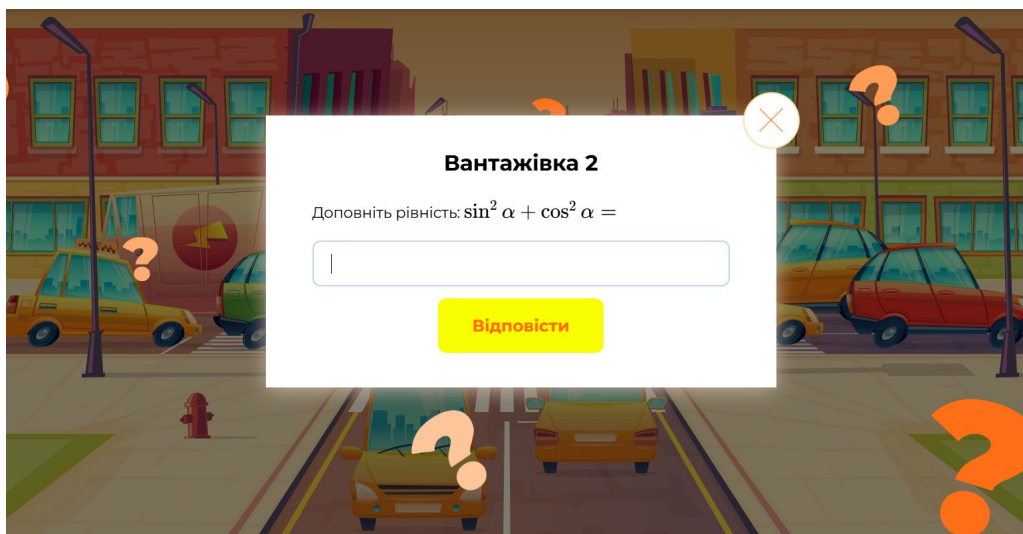 Вантажівка 2
Доповніть рівність: sin² α + cos² α =
Відповісти